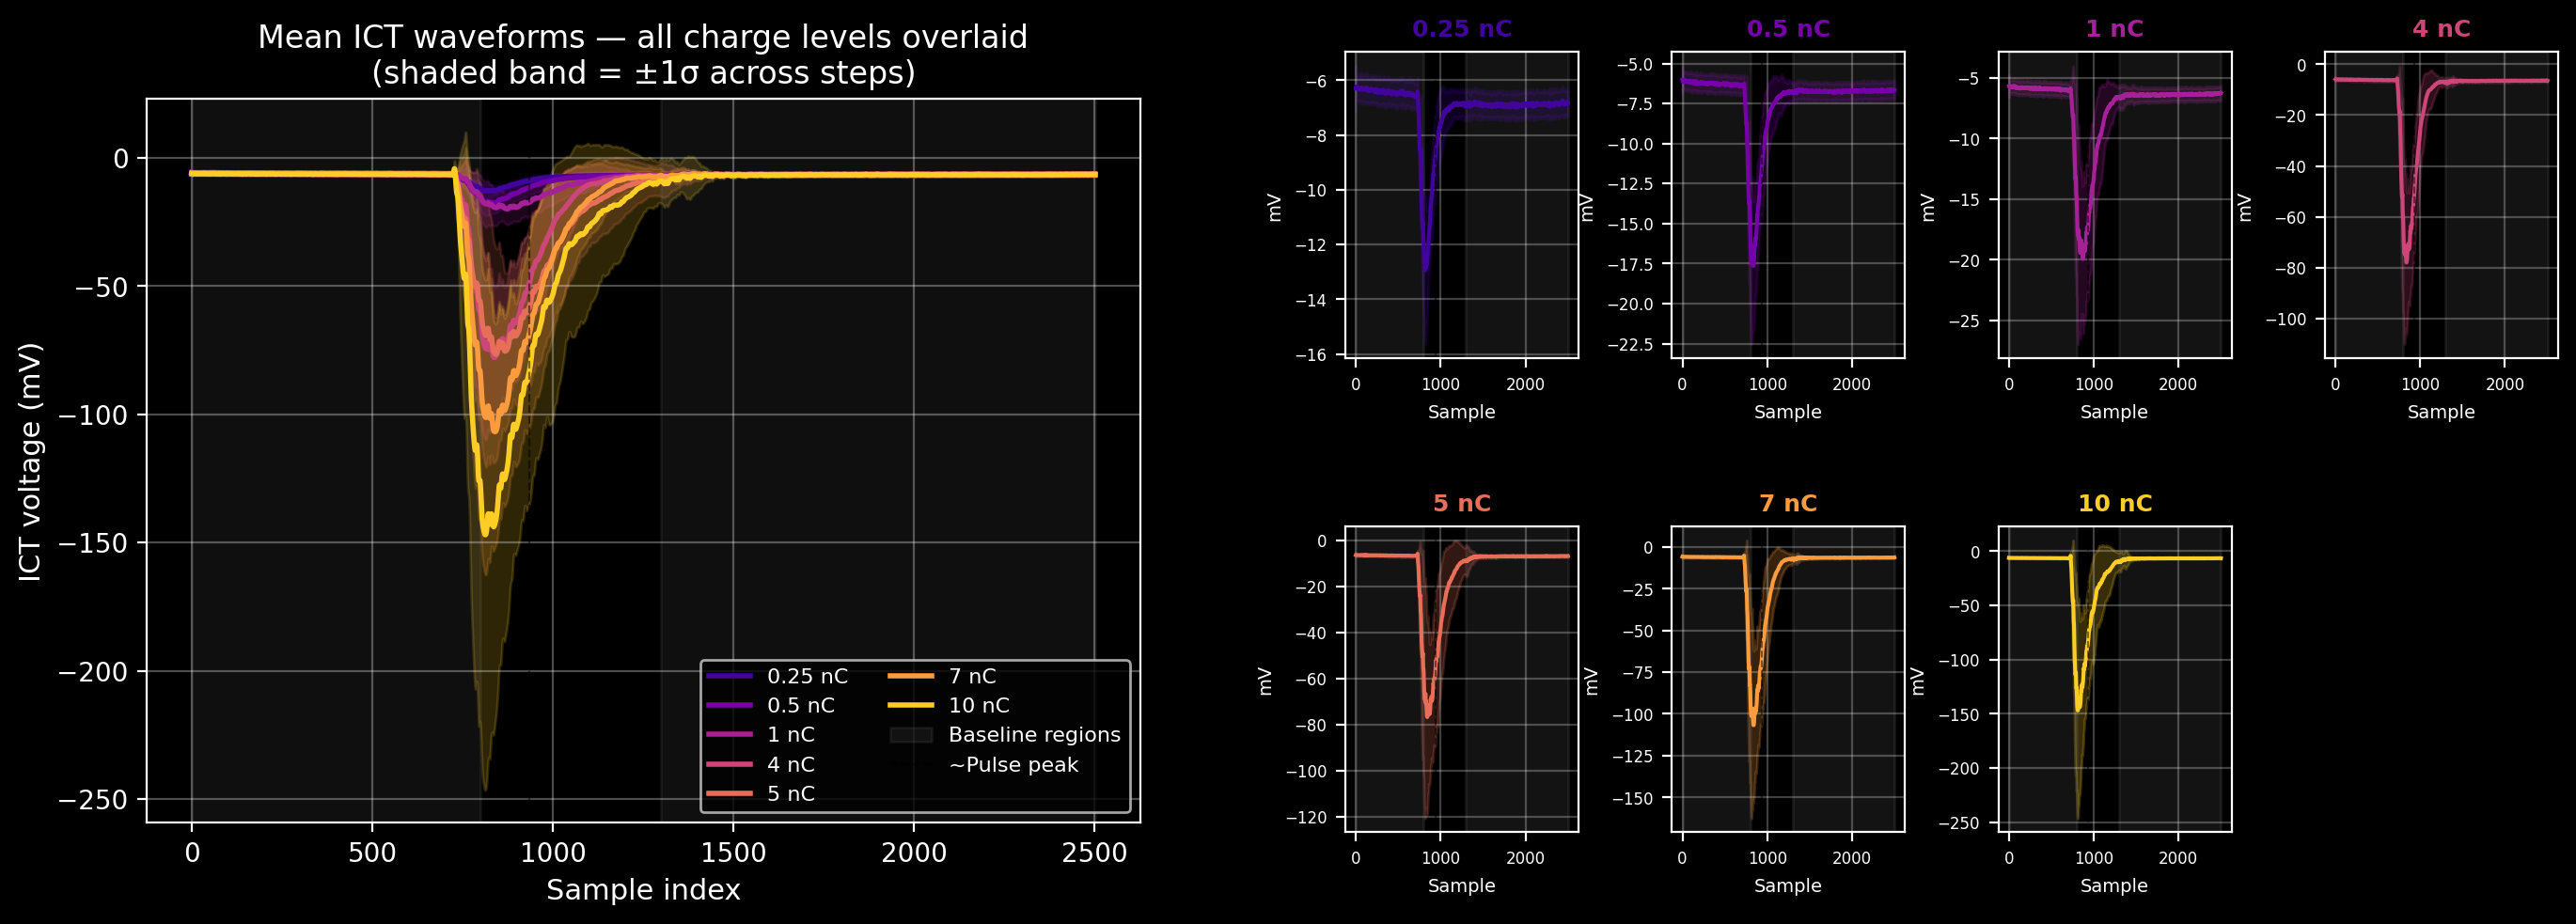 Mean ICT waveforms — all charge levels overlaid
(shaded band = ±1σ across steps)
ICT voltage (mV)
0
−50
−100
−150
−200
−250
0 500 1000 1500 2000 2500
Sample index
0.25 nC
0.5 nC
1 nC
4 nC
5 nC
7 nC
10 nC
Baseline regions
~Pulse peak
0.25 nC
mV
−6
−8
−10
−12
−14
−16
0 1000 2000
Sample
0.5 nC
mV
−5.0
−7.5
−10.0
−12.5
−15.0
−17.5
−20.0
−22.5
0 1000 2000
Sample
1 nC
mV
−5
−10
−15
−20
−25
0 1000 2000
Sample
4 nC
mV
0
−20
−40
−60
−80
−100
0 1000 2000
Sample
5 nC
mV
0
−20
−40
−60
−80
−100
−120
0 1000 2000
Sample
7 nC
mV
0
−25
−50
−75
−100
−125
−150
0 1000 2000
Sample
10 nC
mV
0
−50
−100
−150
−200
−250
0 1000 2000
Sample